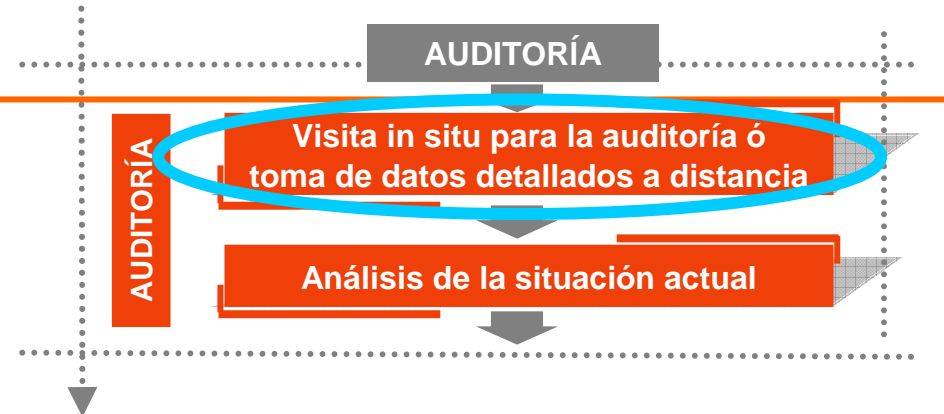 AUDITORÍA
AUDITORÍA
Visita in situ para la auditoría ó
toma de datos detallados a distancia
Análisis de la situación actual